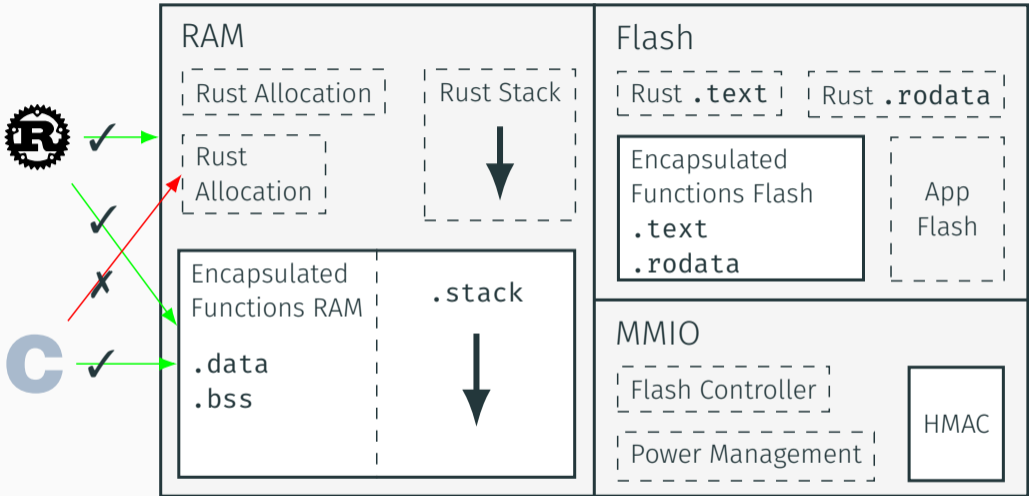 RAM
Rust Allocation
Rust Stack
Rust
Allocation
Encapsulated
Functions RAM
.data
.bss
.stack
Flash
Rust .text
Rust .rodata
Encapsulated
Functions Flash
.text
.rodata
App
Flash
MMIO
Flash Controller
Power Management
HMAC
R
C